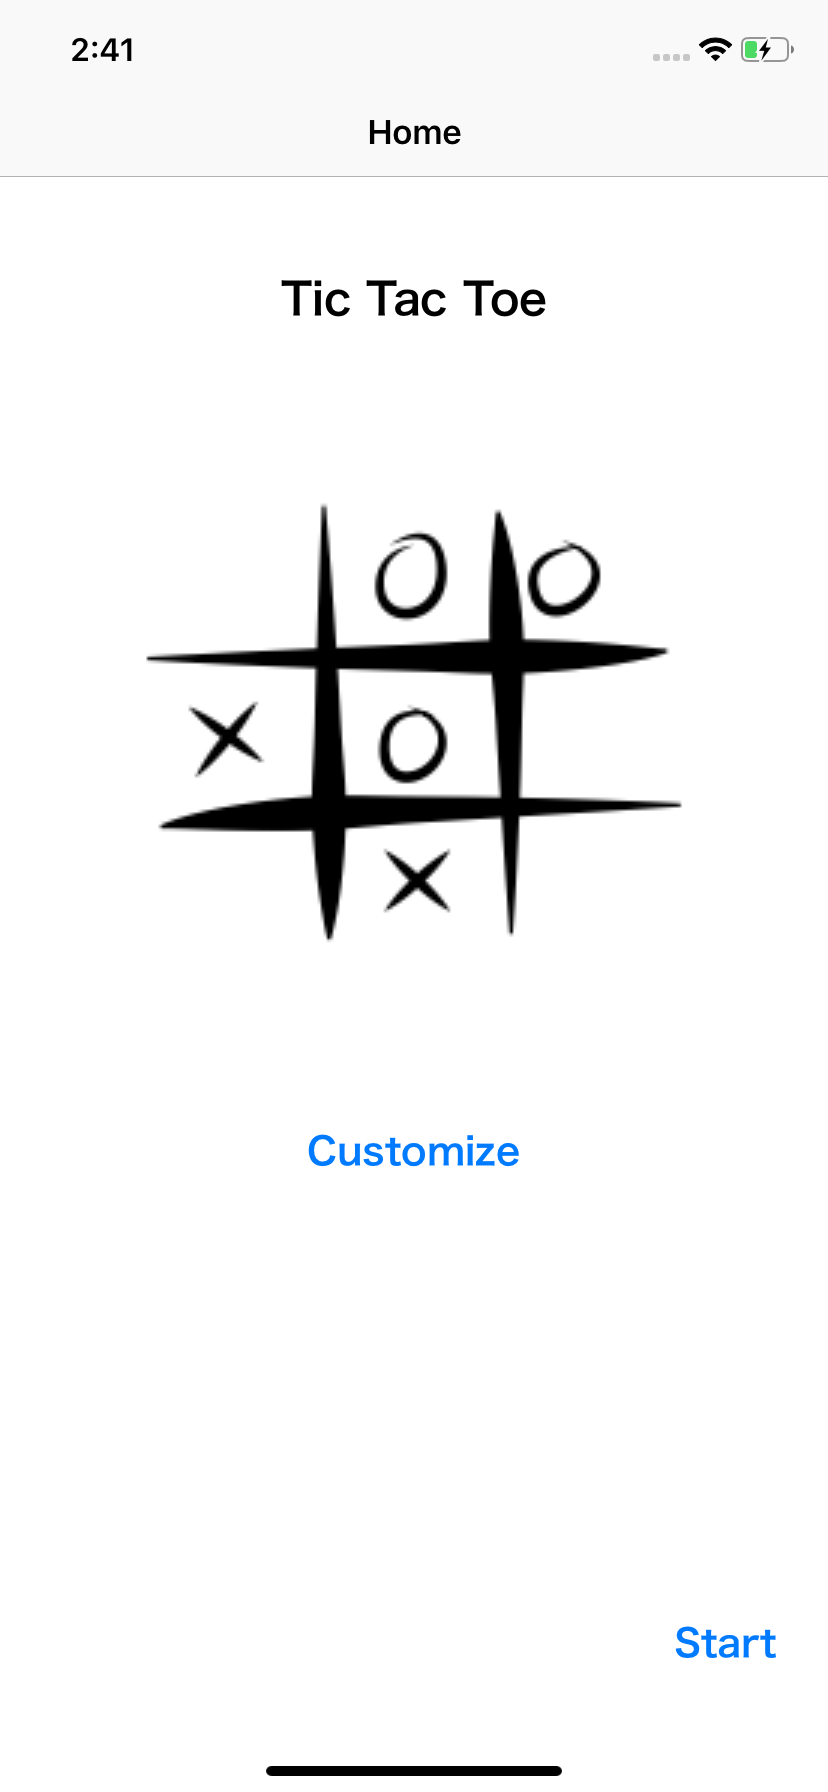 2:41
Home
Tic Tac Toe
O O
X O
X
Customize
Start